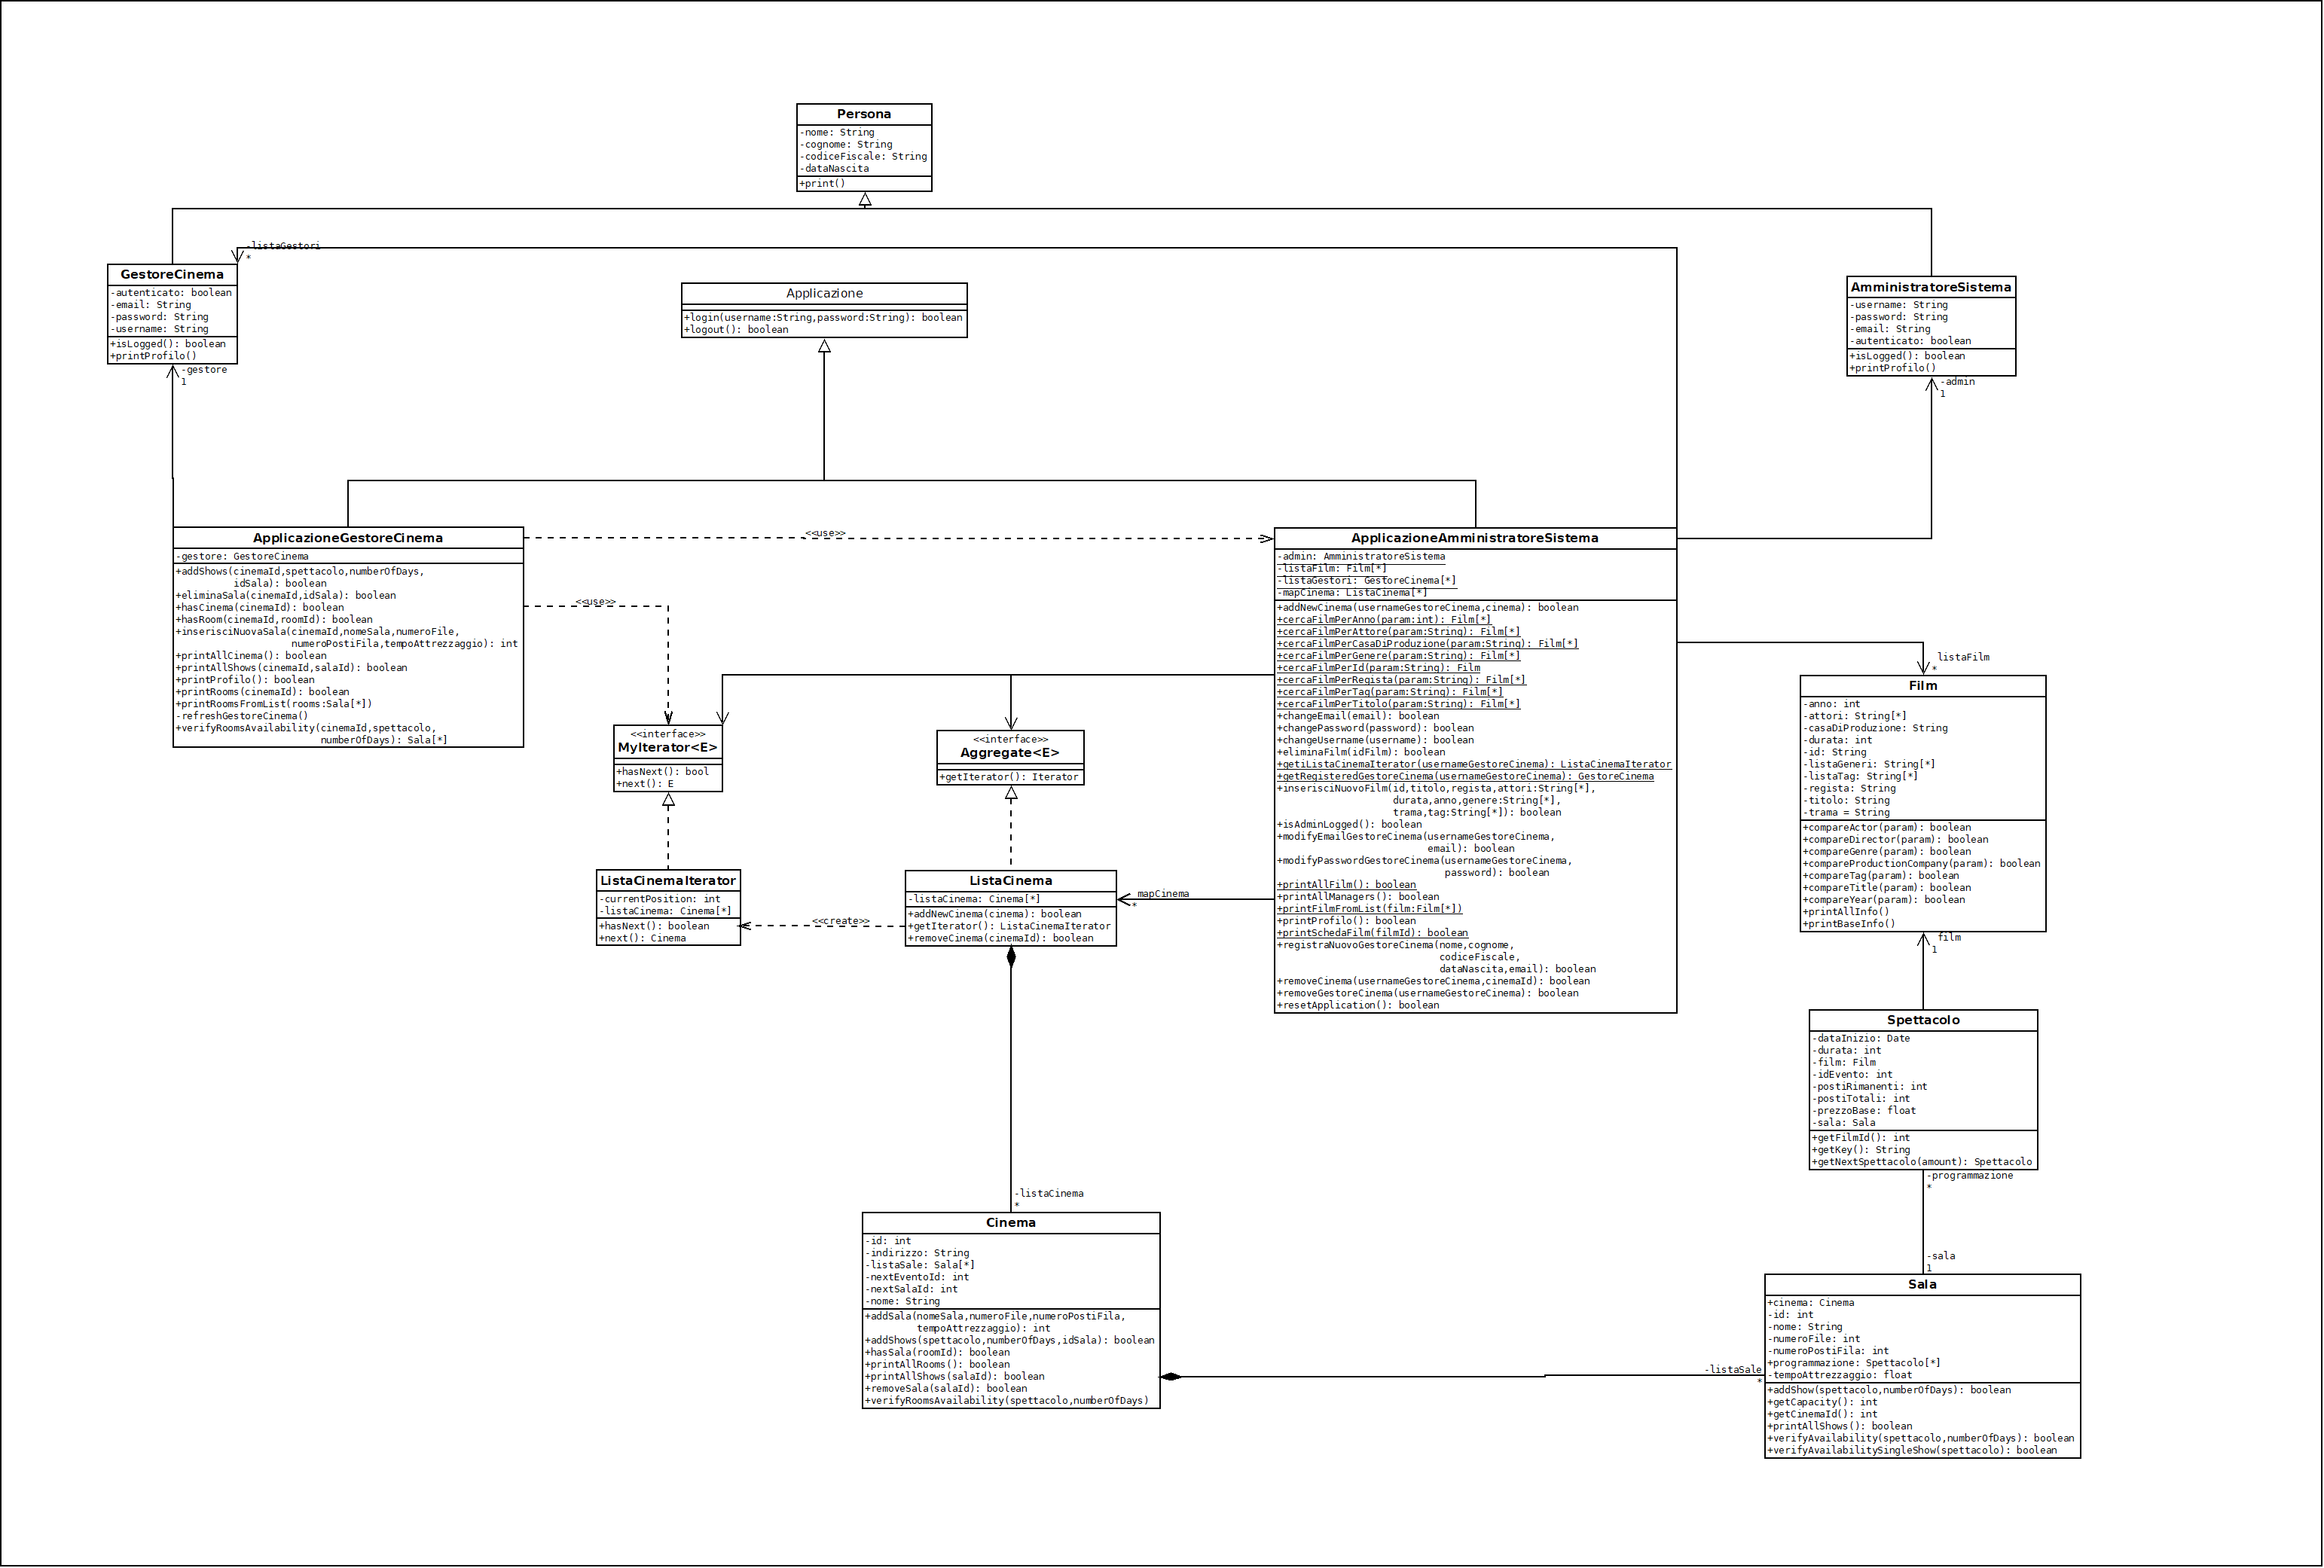 Persona
-nome: String
-cognome: String
-codiceFiscale: String
-dataNascita
+print()
-listaGestori
*
GestoreCinema
-autenticato: boolean
-email: String
-password: String
-username: String
+isLogged(): boolean
+printProfilo()
-gestore
1
Applicazione
+login(username:String,password:String): boolean
+logout(): boolean
AmministratoreSistema
-username: String
-password: String
-email: String
-autenticato: boolean
+isLogged(): boolean
+printProfilo()
-admin
1
ApplicazioneGestoreCinema
-gestore: GestoreCinema
+addShows(cinemaId,spettacolo,numberOfDays,
idSala): boolean
+eliminaSala(cinemaId,idSala): boolean
+hasCinema(cinemaId): boolean
+hasRoom(cinemaId,roomId): boolean
+inserisciNuovaSala(cinemaId,nomeSala,numeroFile,
numeroPostiFila,tempoAttrezzaggio): int
+printAllCinema(): boolean
+printAllShows(cinemaId,salaId): boolean
+printProfilo(): boolean
+printRooms(cinemaId): boolean
+printRoomsFromList(rooms:Sala[*])
-refreshGestoreCinema()
+verifyRoomsAvailability(cinemaId,spettacolo,
numberOfDays): Sala[*]
<<use>>
<<use>>
ApplicazioneAmministratoreSistema
-admin: AmministratoreSistema
-listaFilm: Film[*]
-listaGestori: GestoreCinema[*]
-mapCinema: ListaCinema[*]
+addNewCinema(usernameGestoreCinema,cinema): boolean
+cercaFilmPerAnno(param:int): Film[*]
+cercaFilmPerAttore(param:String): Film[*]
+cercaFilmPerCasaDiProduzione(param:String): Film[*]
+cercaFilmPerGenere(param:String): Film[*]
+cercaFilmPerId(param:String): Film
+cercaFilmPerRegista(param:String): Film[*]
+cercaFilmPerTag(param:String): Film[*]
+cercaFilmPerTitolo(param:String): Film[*]
+changeEmail(email): boolean
+changePassword(password): boolean
+changeUsername(username): boolean
+eliminaFilm(idFilm): boolean
+getiListaCinemaIterator(usernameGestoreCinema): ListaCinemaIterator
+getRegisteredGestoreCinema(usernameGestoreCinema): GestoreCinema
+inserisciNuovoFilm(id,titolo,regista,attori:String[*],
durata,anno,genere:String[*],
trama,tag:String[*]): boolean
+isAdminLogged(): boolean
+modifyEmailGestoreCinema(usernameGestoreCinema,
email): boolean
+modifyPasswordGestoreCinema(usernameGestoreCinema,
password): boolean
+printAllFilm(): boolean
+printAllManagers(): boolean
+printFilmFromList(film:Film[*])
+printProfilo(): boolean
+printSchedaFilm(filmId): boolean
+registraNuovoGestoreCinema(nome,cognome,
codiceFiscale,
dataNascita,email): boolean
+removeCinema(usernameGestoreCinema,cinemaId): boolean
+removeGestoreCinema(usernameGestoreCinema): boolean
+resetApplication(): boolean
listaFilm
*
Film
-anno: int
-attori: String[*]
-casaDiProduzione: String
-durata: int
-id: String
-listaGeneri: String[*]
-listaTag: String[*]
-regista: String
-titolo: String
-trama = String
+compareActor(param): boolean
+compareDirector(param): boolean
+compareGenre(param): boolean
+compareProductionCompany(param): boolean
+compareTag(param): boolean
+compareTitle(param): boolean
+compareYear(param): boolean
+printAllInfo()
+printBaseInfo()
film
1
<<interface>>
MyIterator<E>
+hasNext(): bool
+next(): E
<<interface>>
Aggregate<E>
+getIterator(): Iterator
ListaCinemaIterator
-currentPosition: int
-listaCinema: Cinema[*]
+hasNext(): boolean
+next(): Cinema
<<create>>
ListaCinema
-listaCinema: Cinema[*]
+addNewCinema(cinema): boolean
+getIterator(): ListaCinemaIterator
+removeCinema(cinemaId): boolean
mapCinema
*
Spettacolo
-dataInizio: Date
-durata: int
-film: Film
-idEvento: int
-postiRimanenti: int
-postiTotali: int
-prezzoBase: float
-sala: Sala
+getFilmId(): int
+getKey(): String
+getNextSpettacolo(amount): Spettacolo
-programmazione
*
-listaCinema
*
Cinema
-id: int
-indirizzo: String
-listaSale: Sala[*]
-nextEventoId: int
-nextSalaId: int
-nome: String
+addSala(nomeSala,numeroFile,numeroPostiFila,
tempoAttrezzaggio): int
+addShows(spettacolo,numberOfDays,idSala): boolean
+hasSala(roomId): boolean
+printAllRooms(): boolean
+printAllShows(salaId): boolean
+removeSala(salaId): boolean
+verifyRoomsAvailability(spettacolo,numberOfDays)
-listaSale
*
-sala
1
Sala
+cinema: Cinema
-id: int
-nome: String
-numeroFile: int
-numeroPostiFila: int
+programmazione: Spettacolo[*]
-tempoAttrezzaggio: float
+addShow(spettacolo,numberOfDays): boolean
+getCapacity(): int
+getCinemaId(): int
+printAllShows(): boolean
+verifyAvailability(spettacolo,numberOfDays): boolean
+verifyAvailabilitySingleShow(spettacolo): boolean